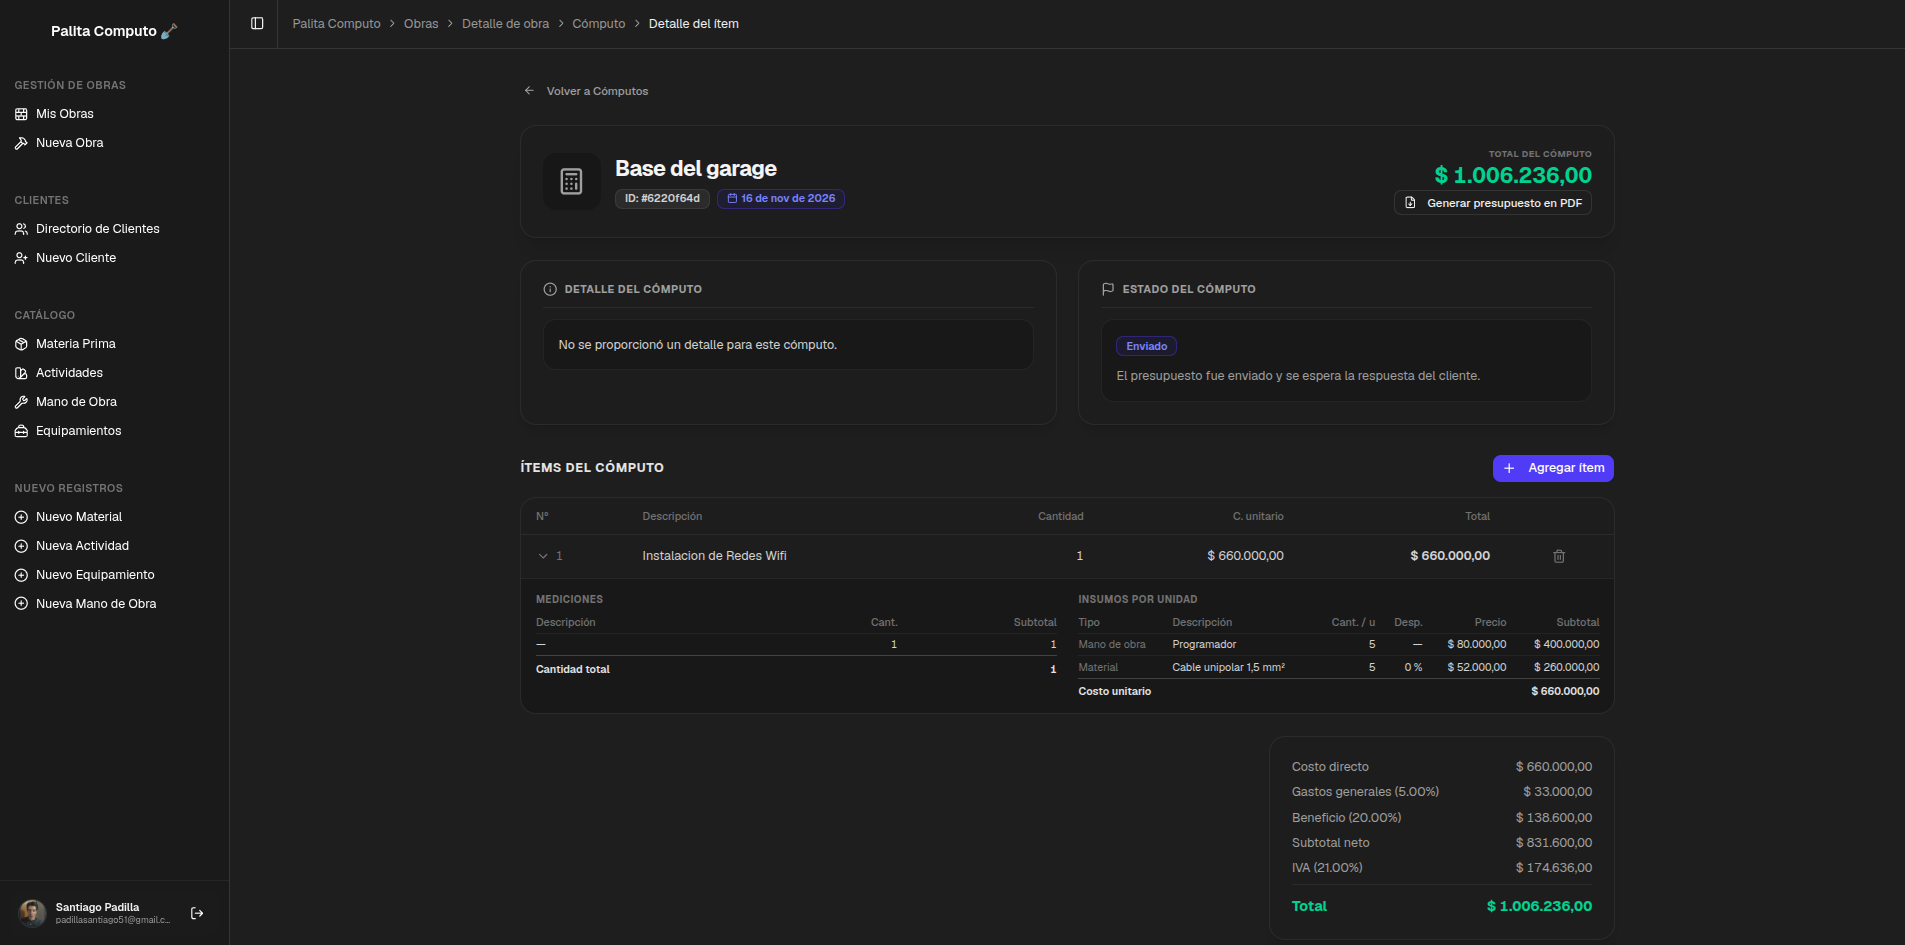 Palita Computo
GESTIÓN DE OBRAS
Mis Obras
Nueva Obra
CLIENTES
Directorio de Clientes
Nuevo Cliente
CATÁLOGO
Materia Prima
Actividades
Mano de Obra
Equipamientos
NUEVO REGISTROS
Nuevo Material
Nueva Actividad
Nuevo Equipamiento
Nueva Mano de Obra
Santiago Padilla
padillasantiago51@gmail.c...
Palita Computo > Obras > Detalle de obra > Cómputo > Detalle del ítem
Volver a Cómputos
Base del garage
ID: #6220f64d 16 de nov de 2026
TOTAL DEL CÓMPUTO
$ 1.006.236,00
Generar presupuesto en PDF
DETALLE DEL CÓMPUTO
No se proporcionó un detalle para este cómputo.
ESTADO DEL CÓMPUTO
Enviado
El presupuesto fue enviado y se espera la respuesta del cliente.
ÍTEMS DEL CÓMPUTO
Agregar ítem
N° Descripción Cantidad C. unitario Total
1 Instalacion de Redes Wifi 1 $ 660.000,00 $ 660.000,00
MEDICIONES
Descripción Cant. Subtotal
— 1 1
Cantidad total 1
INSUMOS POR UNIDAD
Tipo Descripción Cant. / u Desp. Precio Subtotal
Mano de obra Programador 5 — $ 80.000,00 $ 400.000,00
Material Cable unipolar 1,5 mm² 5 0 % $ 52.000,00 $ 260.000,00
Costo unitario $ 660.000,00
Costo directo $ 660.000,00
Gastos generales (5.00%) $ 33.000,00
Beneficio (20.00%) $ 138.600,00
Subtotal neto $ 831.600,00
IVA (21.00%) $ 174.636,00
Total $ 1.006.236,00